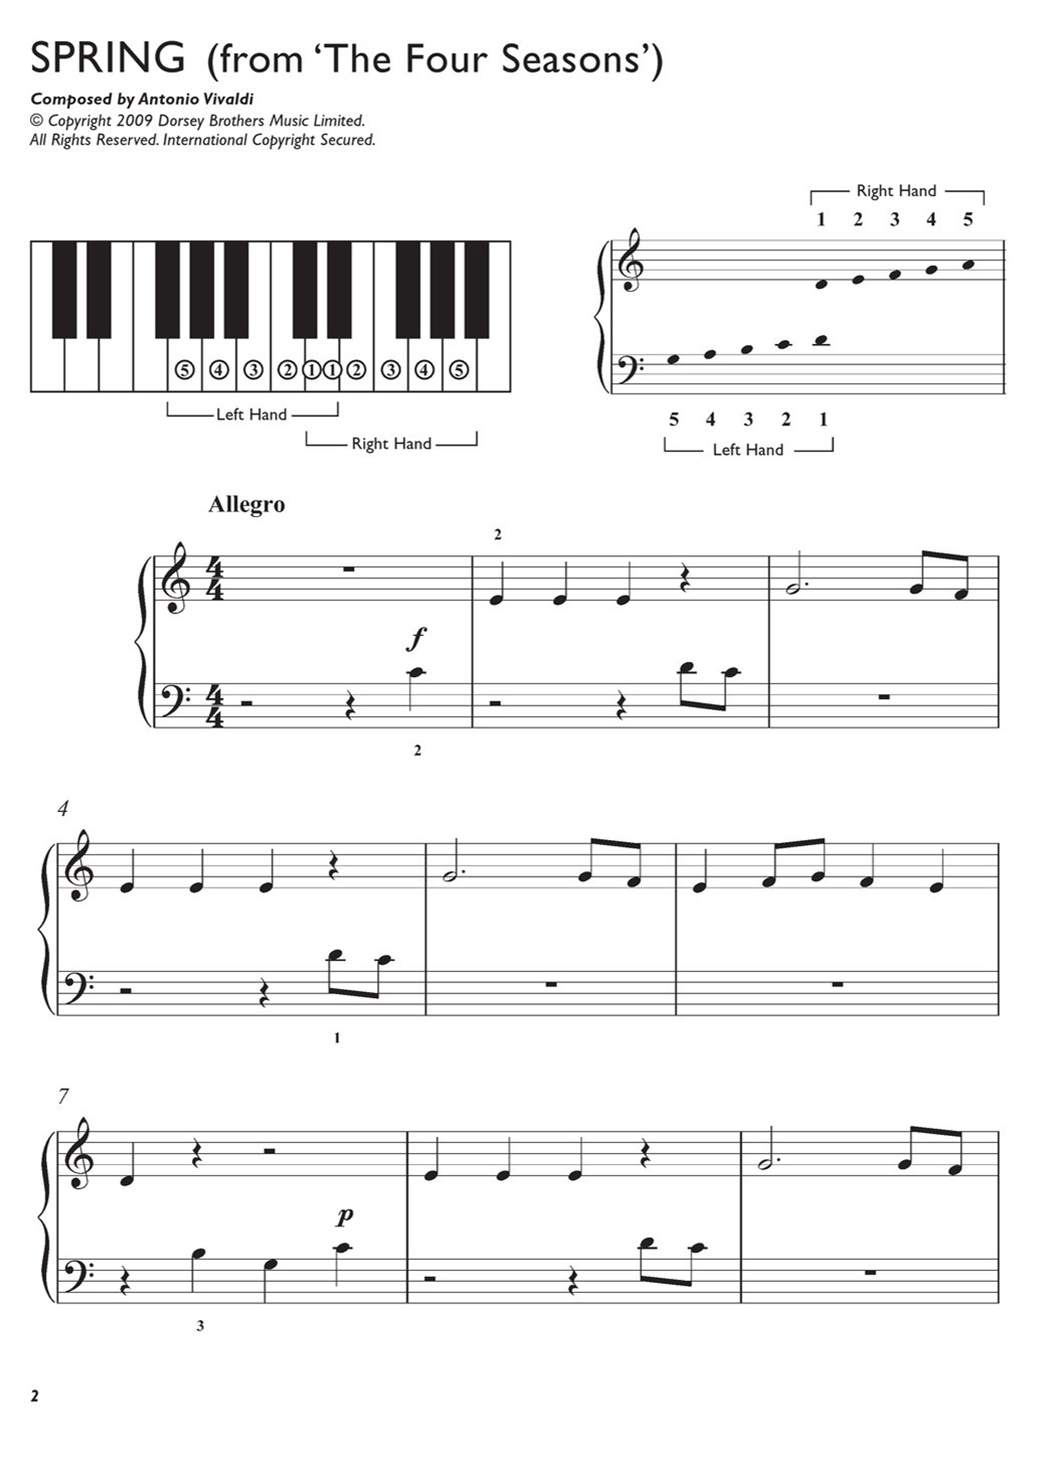 SPRING (from ‘The Four Seasons’)
Composed by Antonio Vivaldi
© Copyright 2009 Dorsey Brothers Music Limited.
All Rights Reserved. International Copyright Secured.
Right Hand
1 2 3 4 5
5 4 3 2 1 1 2 3 4 5
Left Hand
Right Hand
5 4 3 2 1
Left Hand
Allegro
2
4
4
f
4
4
2
4
1
7
p
3
2